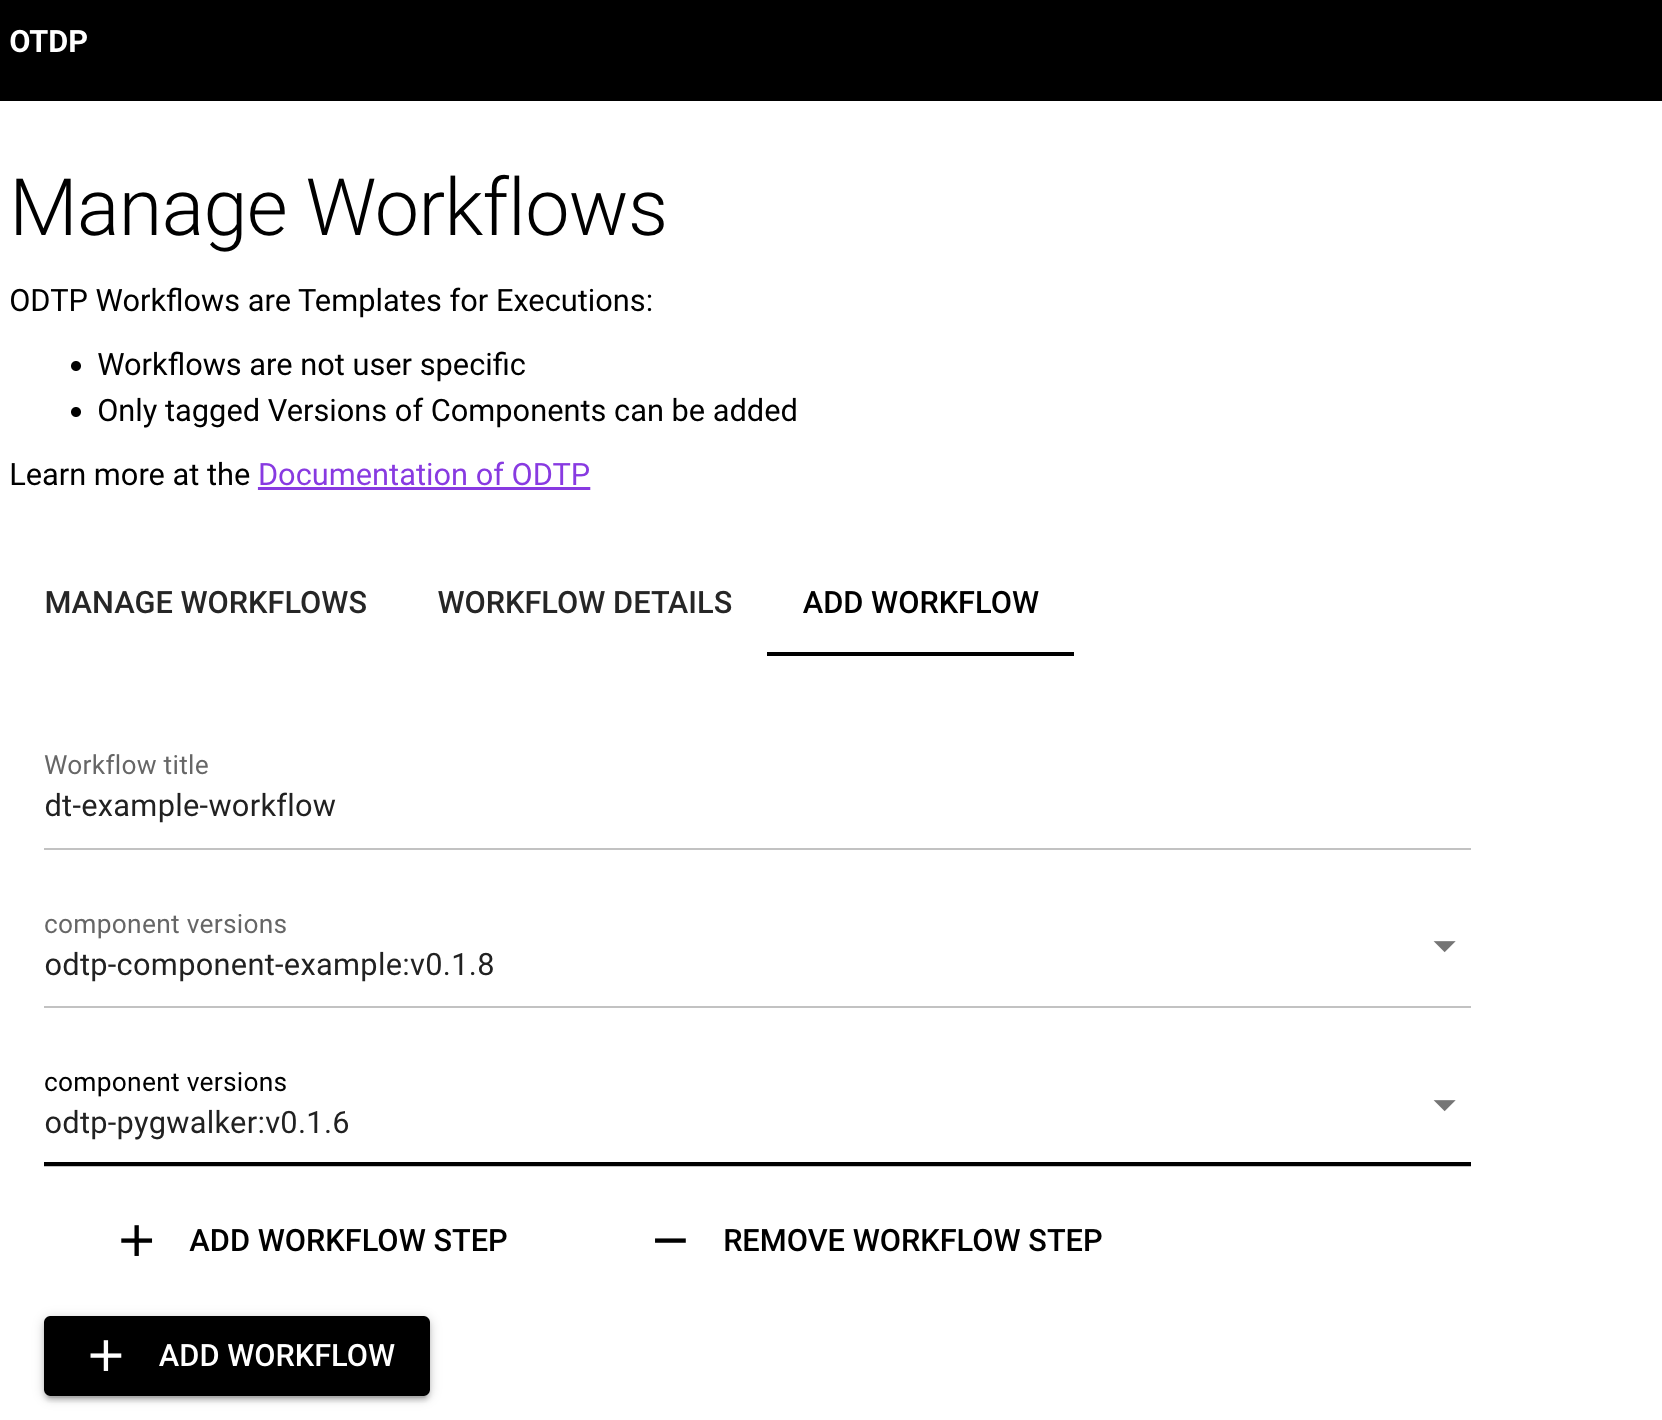 OTDP
Manage Workflows
ODTP Workflows are Templates for Executions:
Workflows are not user specific
Only tagged Versions of Components can be added
Learn more at the Documentation of ODTP
MANAGE WORKFLOWS WORKFLOW DETAILS ADD WORKFLOW
Workflow title
dt-example-workflow
component versions
odtp-component-example:v0.1.8
component versions
odtp-pygwalker:v0.1.6
ADD WORKFLOW STEP REMOVE WORKFLOW STEP
ADD WORKFLOW